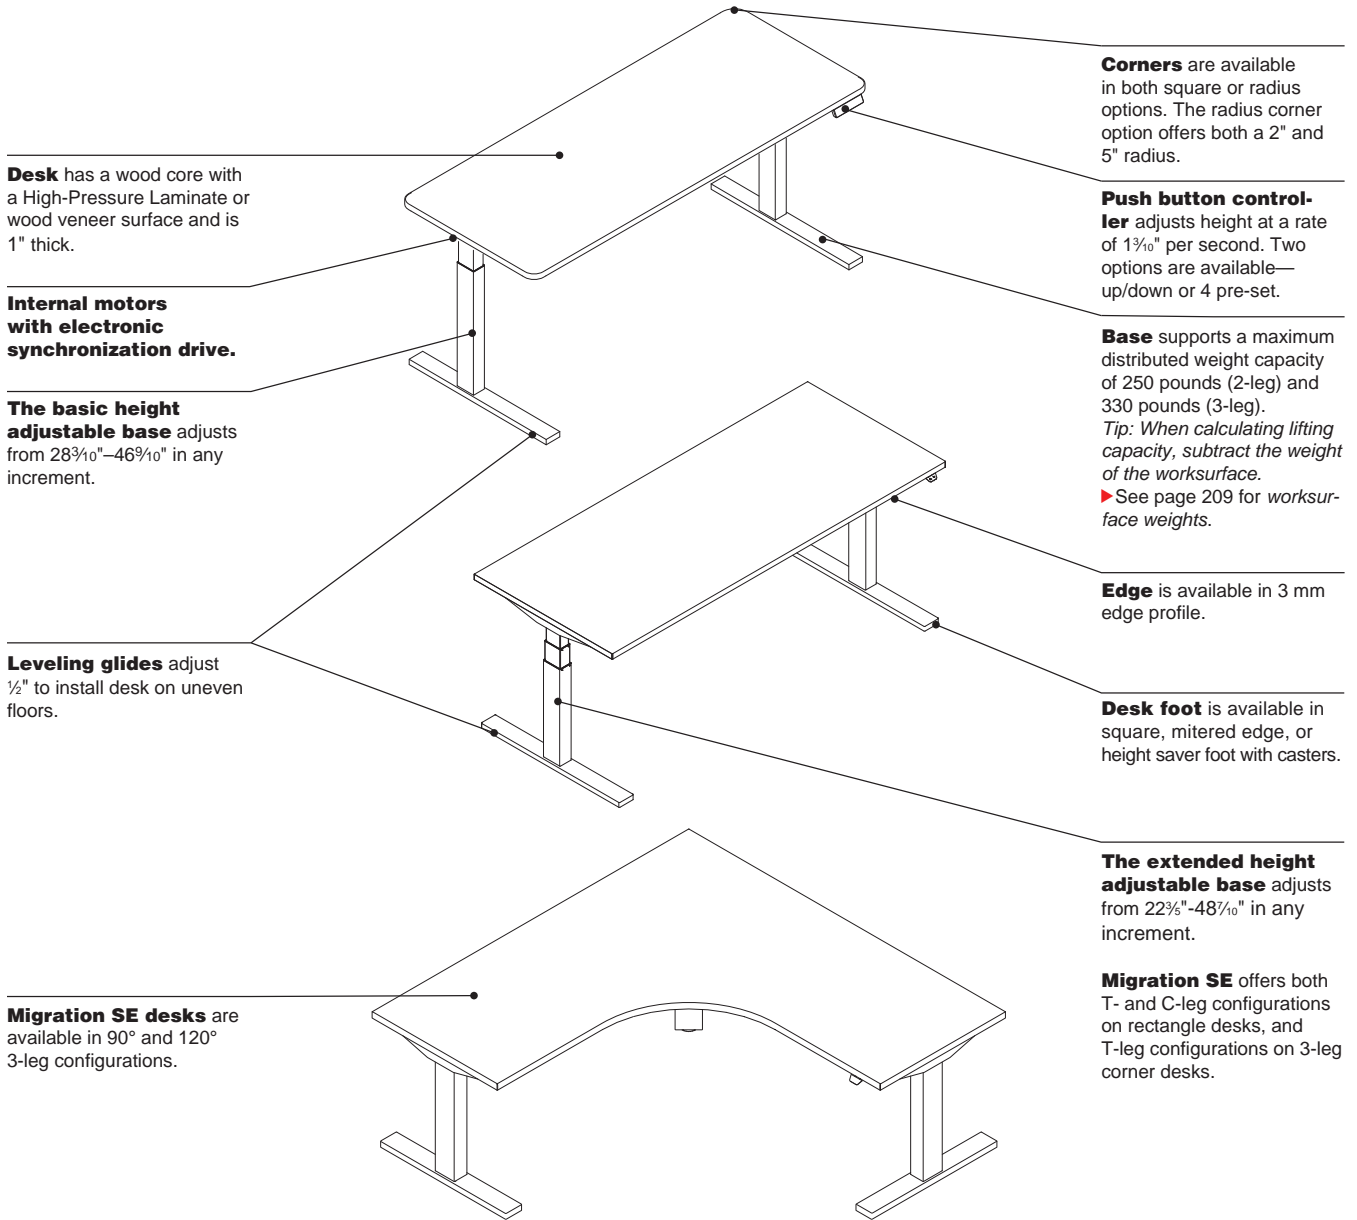 Desk has a wood core with
a High-Pressure Laminate or
wood veneer surface and is
1" thick.
Internal motors
with electronic
synchronization drive.
The basic height
adjustable base adjusts
from 28³⁄₁₀"–46⁹⁄₁₀" in any
increment.
Leveling glides adjust
½" to install desk on uneven
floors.
Migration SE desks are
available in 90° and 120°
3-leg configurations.
Corners are available
in both square or radius
options. The radius corner
option offers both a 2" and
5" radius.
Push button control-
ler adjusts height at a rate
of 1³⁄₁₀" per second. Two
options are available—
up/down or 4 pre-set.
Base supports a maximum
distributed weight capacity
of 250 pounds (2-leg) and
330 pounds (3-leg).
Tip: When calculating lifting
capacity, subtract the weight
of the worksurface.
▶See page 209 for worksur-
face weights.
Edge is available in 3 mm
edge profile.
Desk foot is available in
square, mitered edge, or
height saver foot with casters.
The extended height
adjustable base adjusts
from 22³⁄₅"-48⁷⁄₁₀" in any
increment.
Migration SE offers both
T- and C-leg configurations
on rectangle desks, and
T-leg configurations on 3-leg
corner desks.